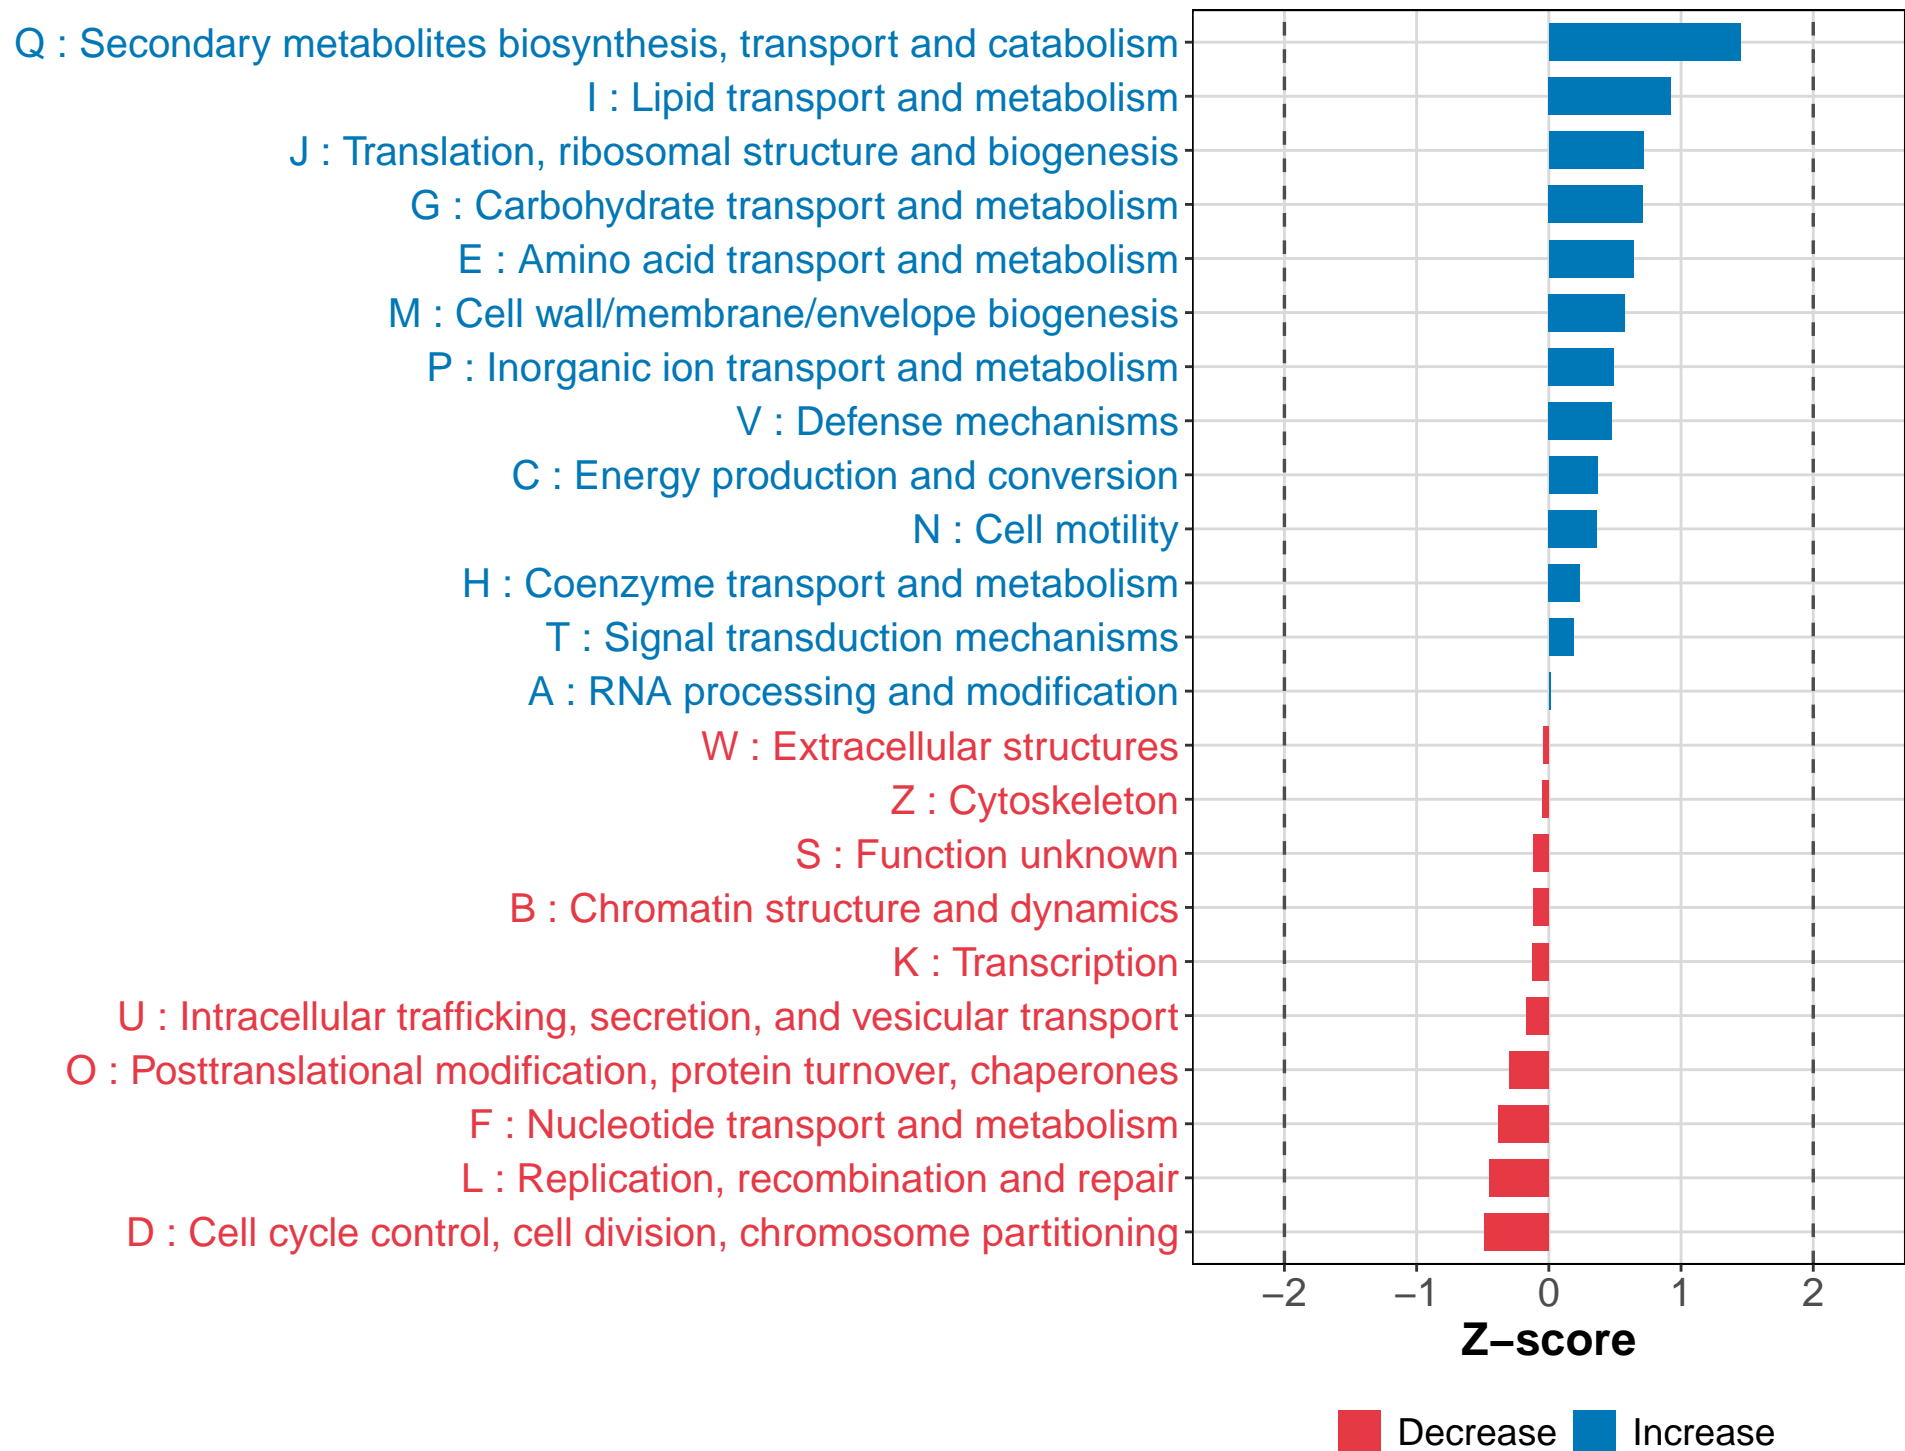 Q : Secondary metabolites biosynthesis, transport and catabolism
I : Lipid transport and metabolism
J : Translation, ribosomal structure and biogenesis
G : Carbohydrate transport and metabolism
E : Amino acid transport and metabolism
M : Cell wall/membrane/envelope biogenesis
P : Inorganic ion transport and metabolism
V : Defense mechanisms
C : Energy production and conversion
N : Cell motility
H : Coenzyme transport and metabolism
T : Signal transduction mechanisms
A : RNA processing and modification
W : Extracellular structures
Z : Cytoskeleton
S : Function unknown
B : Chromatin structure and dynamics
K : Transcription
U : Intracellular trafficking, secretion, and vesicular transport
O : Posttranslational modification, protein turnover, chaperones
F : Nucleotide transport and metabolism
L : Replication, recombination and repair
D : Cell cycle control, cell division, chromosome partitioning
−2 −1 0 1 2
Z−score
Decrease Increase